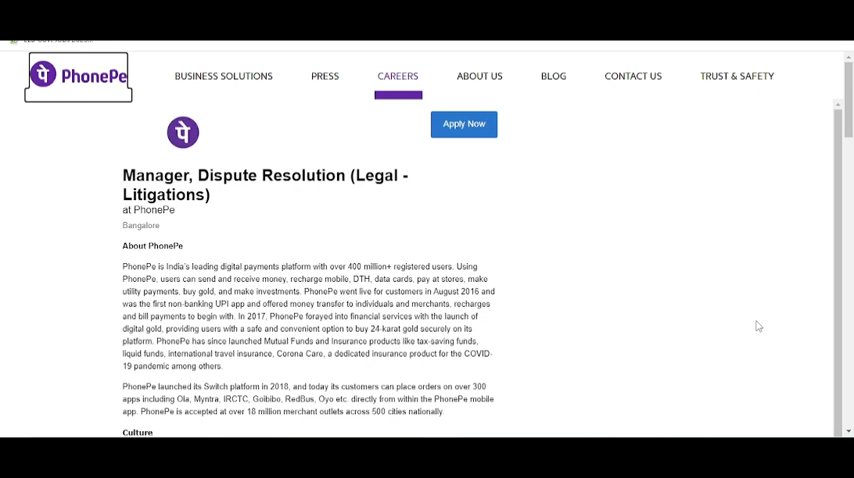 पे PhonePe
BUSINESS SOLUTIONS PRESS CAREERS ABOUT US BLOG CONTACT US TRUST & SAFETY
पे
Apply Now
Manager, Dispute Resolution (Legal -
Litigations)
at PhonePe
Bangalore
About PhonePe
PhonePe is India's leading digital payments platform with over 400 million+ registered users. Using
PhonePe, users can send and receive money, recharge mobile, DTH, data cards, pay at stores, make
utility payments, buy gold, and make investments. PhonePe went live for customers in August 2016 and
was the first non-banking UPI app and offered money transfer to individuals and merchants, recharges
and bill payments to begin with. In 2017, PhonePe forayed into financial services with the launch of
digital gold, providing users with a safe and convenient option to buy 24-karat gold securely on its
platform. PhonePe has since launched Mutual Funds and Insurance products like tax-saving funds,
liquid funds, international travel insurance, Corona Care, a dedicated insurance product for the COVID-
19 pandemic among others.
PhonePe launched its Switch platform in 2018, and today its customers can place orders on over 300
apps including Ola, Myntra, IRCTC, Goibibo, RedBus, Oyo etc. directly from within the PhonePe mobile
app. PhonePe is accepted at over 18 million merchant outlets across 500 cities nationally.
Culture